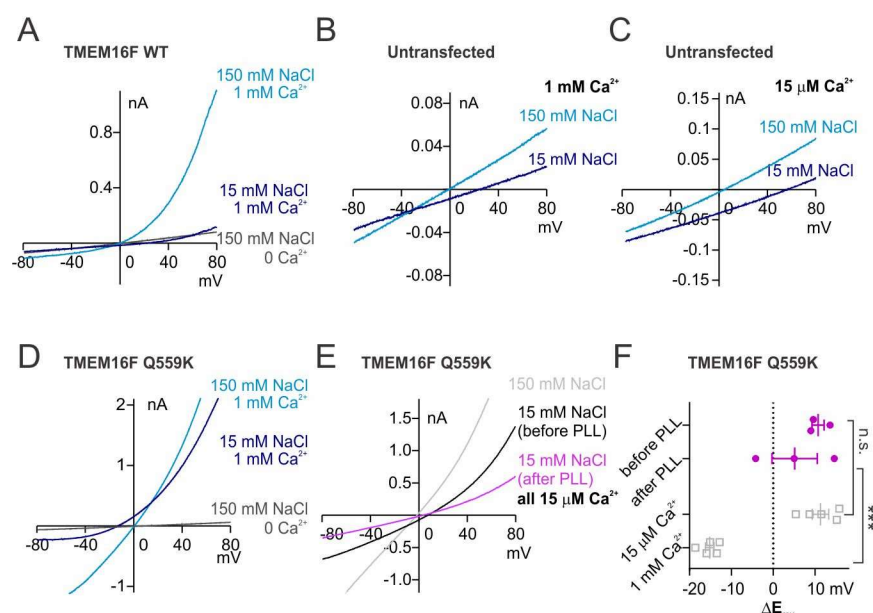 A
TMEM16F WT
150 mM NaCl
1 mM Ca²⁺
nA
0.8
0.4
15 mM NaCl
1 mM Ca²⁺
150 mM NaCl
0 Ca²⁺
-80 -40 0 40 80
mV
B
Untransfected
1 mM Ca²⁺
0.08
nA
150 mM NaCl
0.04
15 mM NaCl
-80 -40 0 40 80
mV
-0.04
-0.08
C
Untransfected
15 μM Ca²⁺
0.15
nA
0.1
150 mM NaCl
0.05
15 mM NaCl
-80 -40 0 40 80
mV
-0.05
-0.1
-0.15
D
TMEM16F Q559K
150 mM NaCl
1 mM Ca²⁺
2
nA
15 mM NaCl
1 mM Ca²⁺
1
150 mM NaCl
0 Ca²⁺
-80 -40 0 40 80
mV
-1
E
TMEM16F Q559K
150 mM NaCl
1.5
nA
15 mM NaCl
(before PLL)
1.0
0.5
15 mM NaCl
(after PLL)
all 15 μM Ca²⁺
-80 -40 0 40 80
mV
-0.5
-1.0
F
TMEM16F Q559K
before PLL
after PLL
15 μM Ca²⁺
1 mM Ca²⁺
n.s.
***
-20 -10 0 10 mV